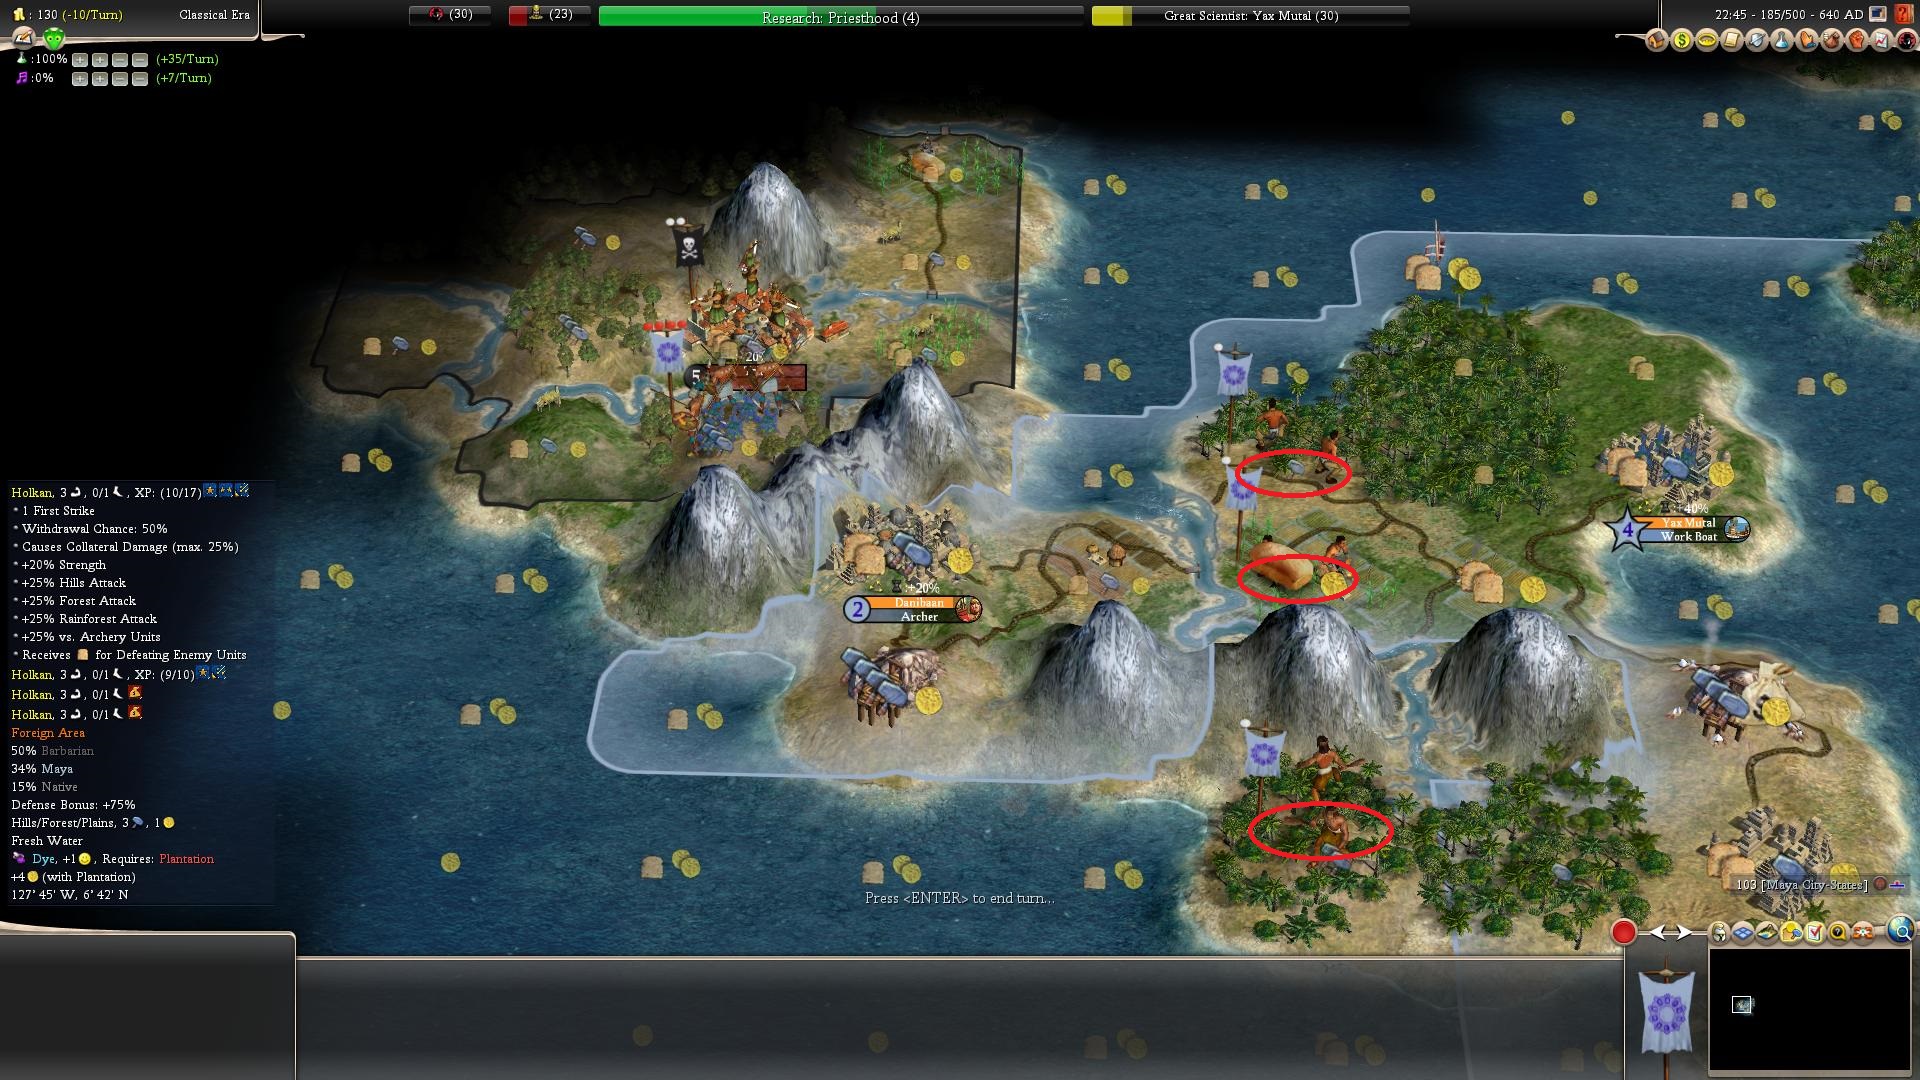 : 130 (-10/Turn)
Classical Era
(30)
(23)
Research: Priesthood (4)
Great Scientist: Yax Mutal (30)
22:45 - 185/500 - 640 AD
:100% (+35/Turn)
:0% (+7/Turn)
20
5
+40%
4
Yax Mutal
Work Boat
:+20%
2
Danibaan
Archer
Holkan, 3, 0/1, XP: (10/17)
* 1 First Strike
* Withdrawal Chance: 50%
* Causes Collateral Damage (max. 25%)
* +20% Strength
* +25% Hills Attack
* +25% Forest Attack
* +25% Rainforest Attack
* +25% vs. Archery Units
* Receives for Defeating Enemy Units
Holkan, 3, 0/1, XP: (9/10)
Holkan, 3, 0/1
Holkan, 3, 0/1
Foreign Area
50% Barbarian
34% Maya
15% Native
Defense Bonus: +75%
Hills/Forest/Plains, 3, 1
Fresh Water
Dye, +1, Requires: Plantation
+4 (with Plantation)
127° 45' W, 6° 42' N
Press <ENTER> to end turn...
103 [Maya City-States]